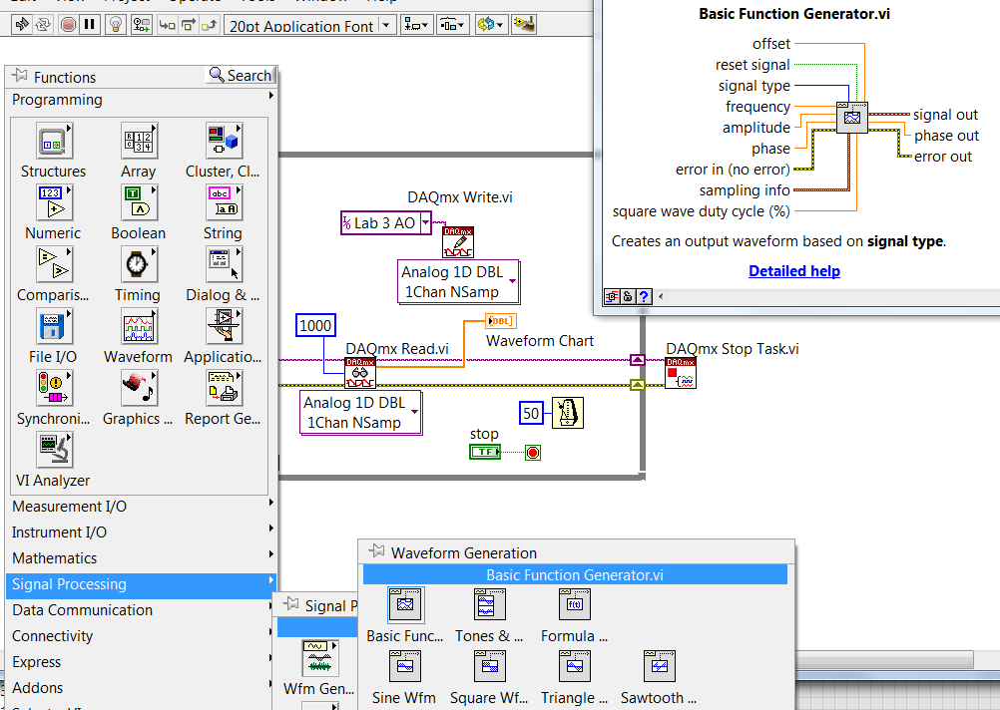 20pt Application Font
Functions
Search
Programming
Structures
Array
Cluster, Cl...
Numeric
Boolean
String
Comparis...
Timing
Dialog & ...
File I/O
Waveform
Applicatio...
Synchroni...
Graphics ...
Report Ge...
VI Analyzer
Measurement I/O
Instrument I/O
Mathematics
Signal Processing
Data Communication
Connectivity
Express
Addons
DAQmx Write.vi
Lab 3 AO
DAQmx
Analog 1D DBL
1Chan NSamp
1000
DBL
Waveform Chart
DAQmx Read.vi
DAQmx
Analog 1D DBL
1Chan NSamp
50
stop
TF
DAQmx Stop Task.vi
DAQmx
Basic Function Generator.vi
offset
reset signal
signal type
frequency
amplitude
phase
error in (no error)
sampling info
square wave duty cycle (%)
signal out
phase out
error out
Creates an output waveform based on signal type.
Detailed help
Signal P
Wfm Gen...
Waveform Generation
Basic Function Generator.vi
Basic Func...
Tones & ...
Formula ...
Sine Wfm
Square Wf...
Triangle ...
Sawtooth ...